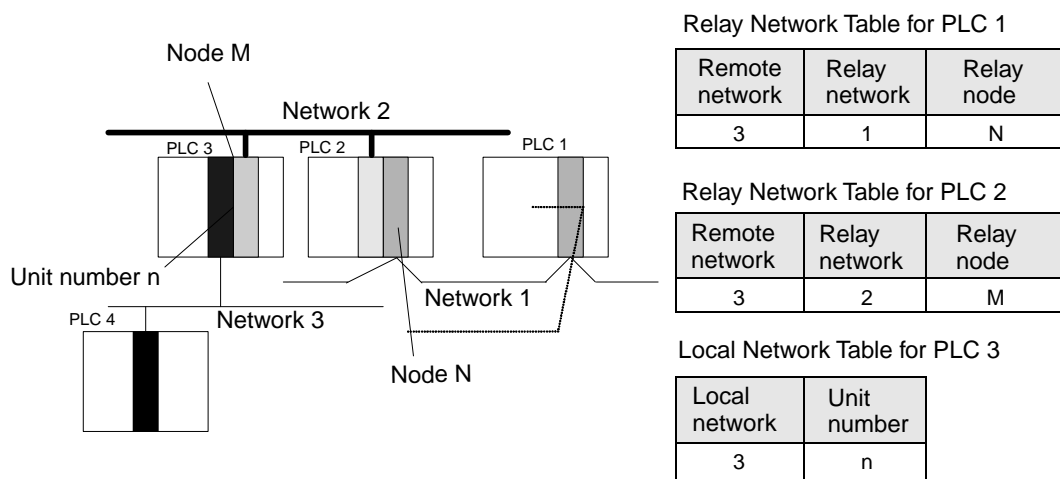 Node M
Network 2
PLC 3
PLC 2
PLC 1
Unit number n
Network 1
Network 3
PLC 4
Node N
Relay Network Table for PLC 1
Remote network
Relay network
Relay node
3
1
N
Relay Network Table for PLC 2
Remote network
Relay network
Relay node
3
2
M
Local Network Table for PLC 3
Local network
Unit number
3
n